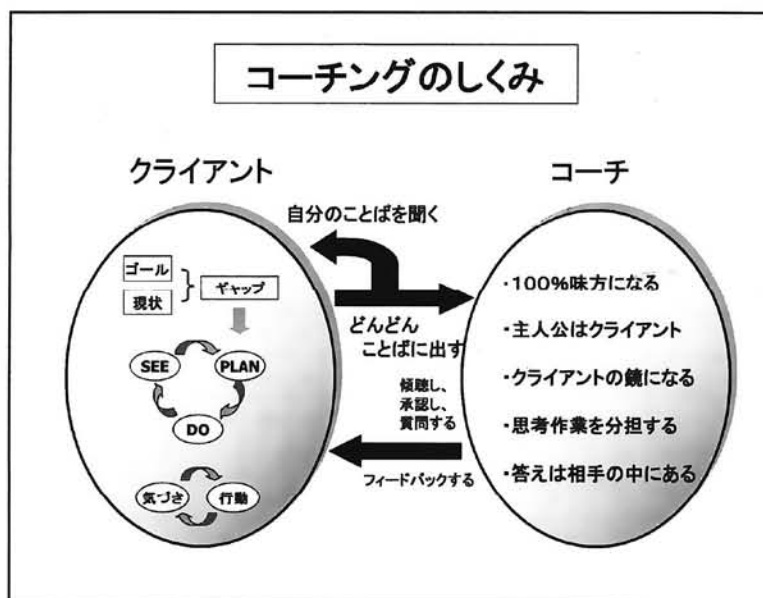 コーチングのしくみ
クライアント
コーチ
自分のことばを聞く
ゴール
現状
ギャップ
どんどん
ことばに出す
SEE
PLAN
DO
傾聴し、
承認し、
質問する
フィードバックする
気づき
行動
・100%味方になる
・主人公はクライアント
・クライアントの鏡になる
・思考作業を分担する
・答えは相手の中にある